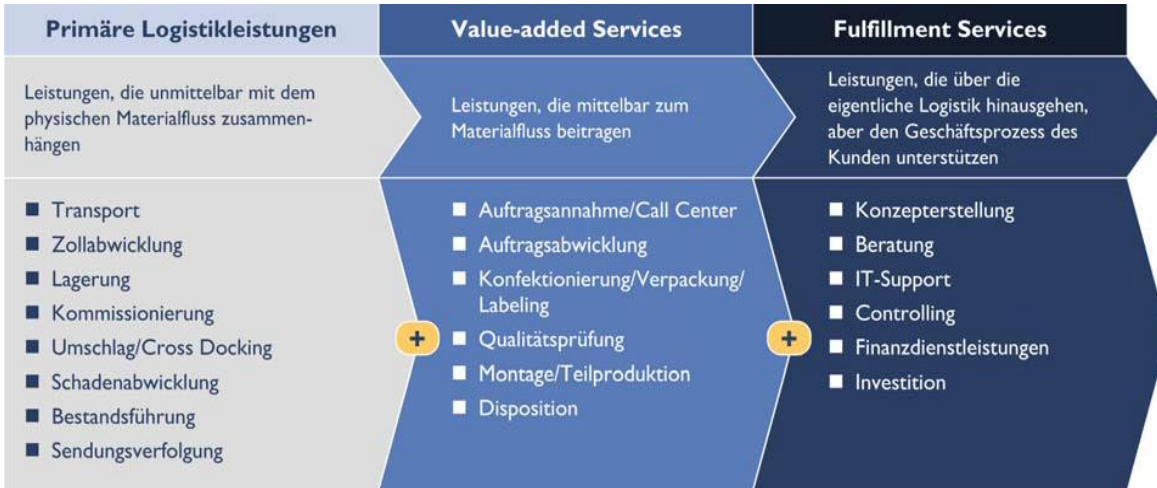 Primäre Logistikleistungen
Leistungen, die unmittelbar mit dem
physischen Materialfluss zusammen-
hängen
Transport
Zollabwicklung
Lagerung
Kommissionierung
Umschlag/Cross Docking
Schadenabwicklung
Bestandsführung
Sendungsverfolgung
+
Value-added Services
Leistungen, die mittelbar zum
Materialfluss beitragen
Auftragsannahme/Call Center
Auftragsabwicklung
Konfektionierung/Verpackung/
Labeling
Qualitätsprüfung
Montage/Teilproduktion
Disposition
+
Fulfillment Services
Leistungen, die über die
eigentliche Logistik hinausgehen,
aber den Geschäftsprozess des
Kunden unterstützen
Konzepterstellung
Beratung
IT-Support
Controlling
Finanzdienstleistungen
Investition